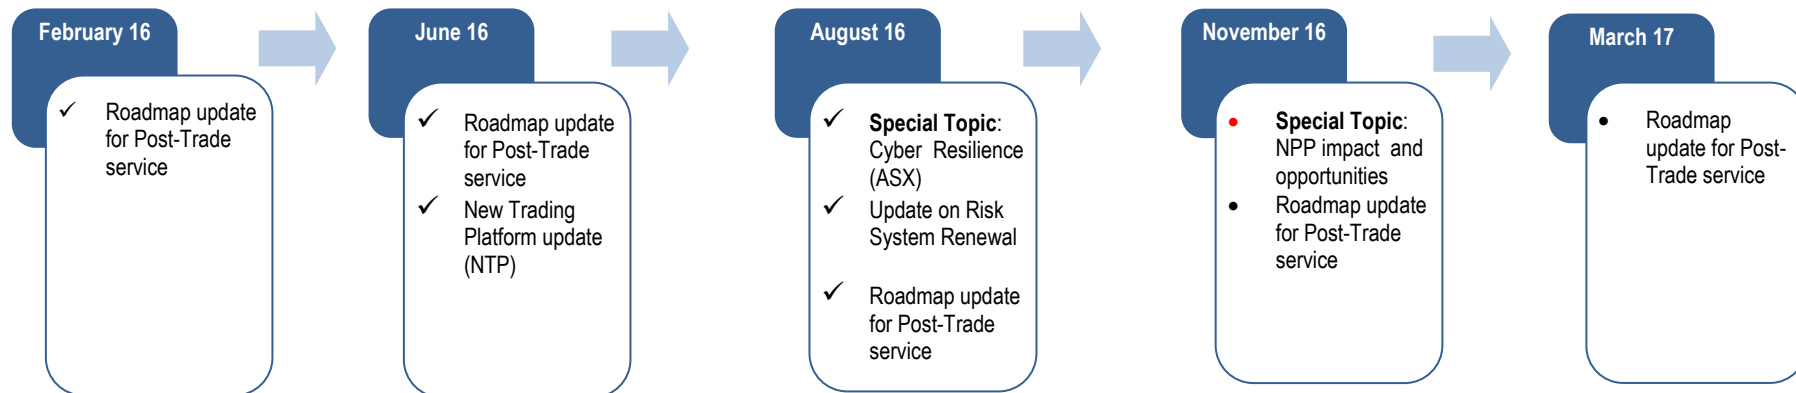 February 16
✓ Roadmap update
for Post-Trade
service
June 16
✓ Roadmap update
for Post-Trade
service
✓ New Trading
Platform update
(NTP)
August 16
✓ Special Topic:
Cyber Resilience
(ASX)
✓ Update on Risk
System Renewal
✓ Roadmap update
for Post-Trade
service
November 16
• Special Topic:
NPP impact and
opportunities
• Roadmap update
for Post-Trade
service
March 17
• Roadmap
update for Post-
Trade service